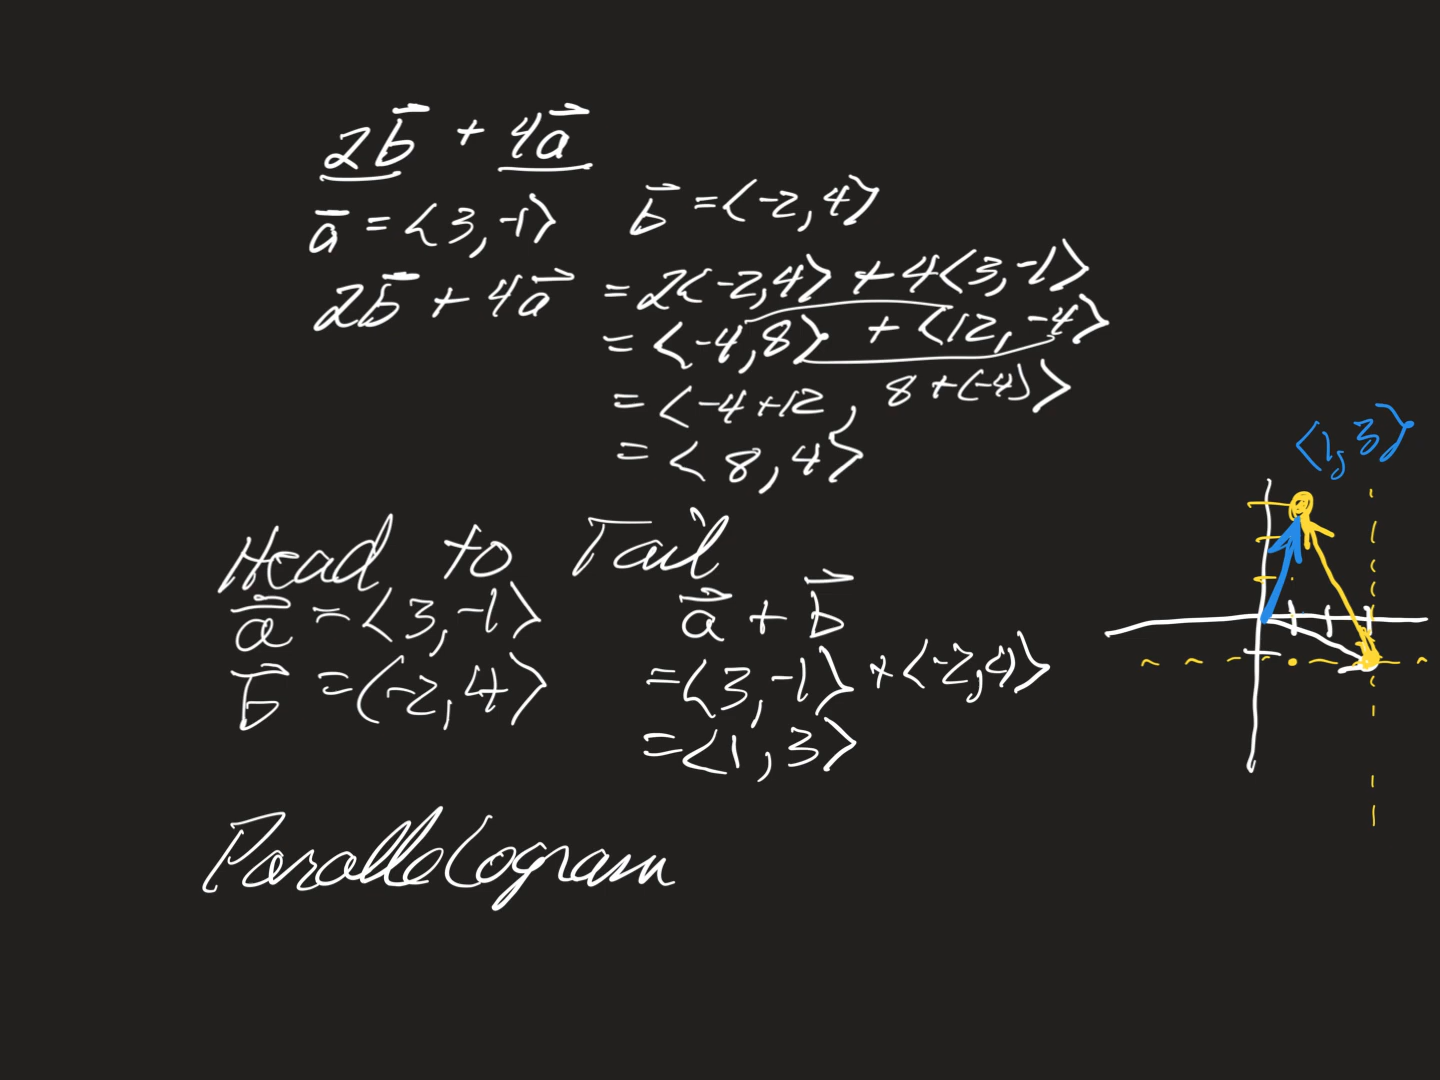 2b⃗ + 4a⃗
a⃗ = ⟨3, -1⟩ b⃗ = ⟨-2, 4⟩
2b⃗ + 4a⃗ = 2⟨-2, 4⟩ + 4⟨3, -1⟩
= ⟨-4, 8⟩ + ⟨12, -4⟩
= ⟨-4 + 12, 8 + (-4)⟩
= ⟨8, 4⟩
⟨1, 3⟩
Head to Tail
a⃗ = ⟨3, -1⟩ a⃗ + b⃗
b⃗ = ⟨-2, 4⟩ = ⟨3, -1⟩ + ⟨-2, 4⟩
= ⟨1, 3⟩
Parallelogram